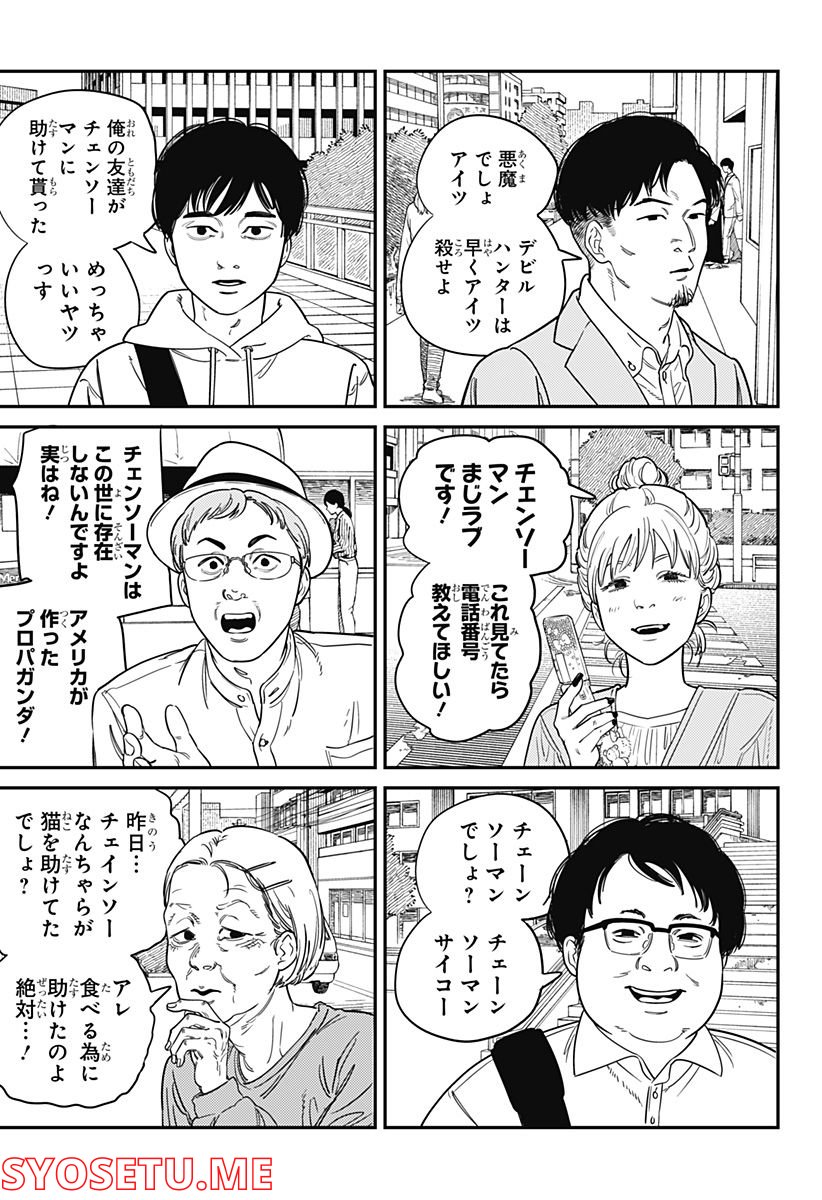 悪魔
でしょ
アイツ
デビル
ハンターは
早くアイツ
殺せよ
俺の友達が
チェンソー
マンに
助けて貰った
めっちゃ
いいヤツ
っす
チェンソー
マン
まじラブ
です!
これ見てたら
電話番号
教えてほしい!
チェンソーマンは
この世に存在
しないんですよ
実はね!
アメリカが
作った
プロパガンダ!
チェーン
ソーマン
でしょ?
チェーン
ソーマン
サイコー
昨日…
チェインソー
なんちゃらが
猫を助けてた
でしょ?
アレ
食べる為に
助けたのよ
絶対…!
SYOSETU.ME